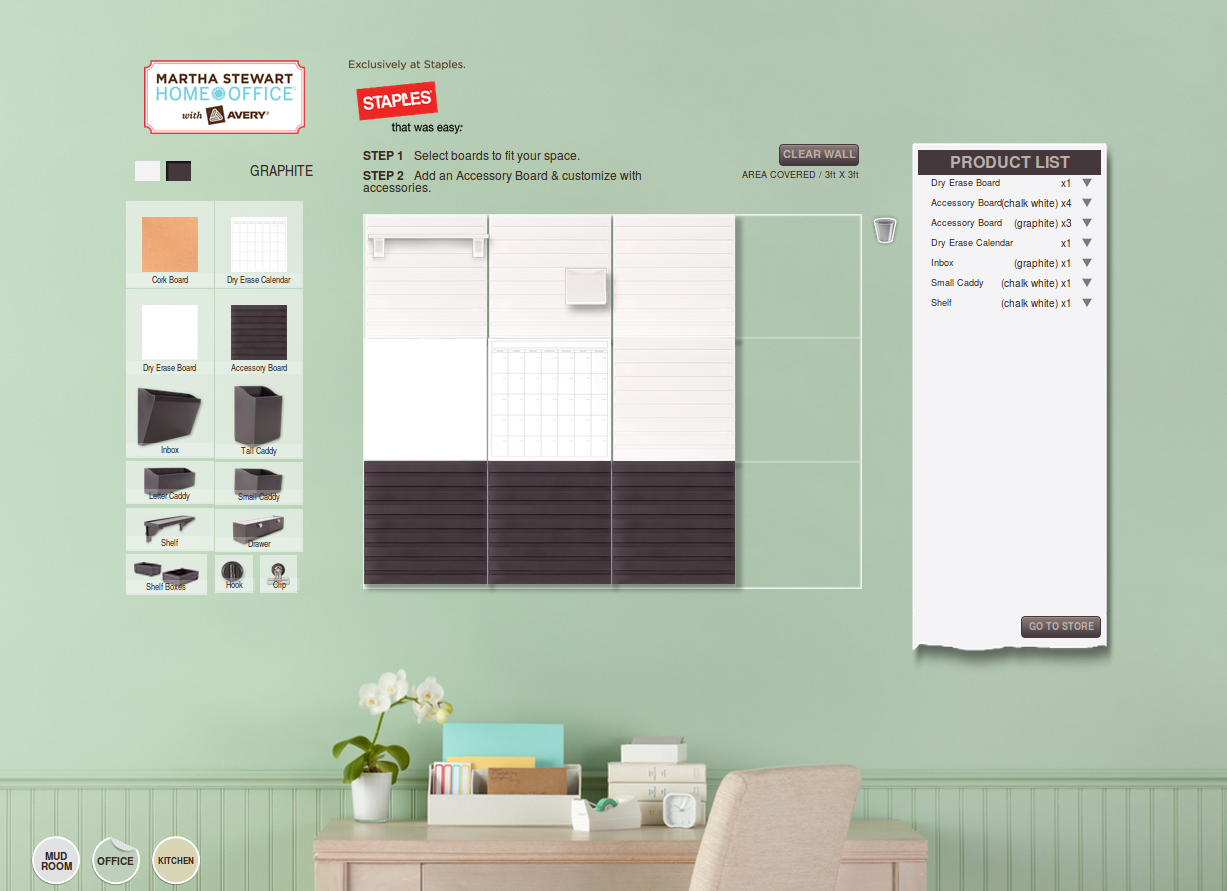 MARTHA STEWART
HOME OFFICE
with AVERY
Exclusively at Staples.
STAPLES
that was easy.
GRAPHITE
STEP 1 Select boards to fit your space.
STEP 2 Add an Accessory Board & customize with
accessories.
CLEAR WALL
AREA COVERED / 3ft X 3ft
Cork Board
Dry Erase Calendar
Dry Erase Board
Accessory Board
Inbox
Tall Caddy
Letter Caddy
Small Caddy
Shelf
Drawer
Shelf Boxes
Hook
Clip
PRODUCT LIST
Dry Erase Board x1
Accessory Board (chalk white) x4
Accessory Board (graphite) x3
Dry Erase Calendar x1
Inbox (graphite) x1
Small Caddy (chalk white) x1
Shelf (chalk white) x1
GO TO STORE
MUD
ROOM
OFFICE
KITCHEN